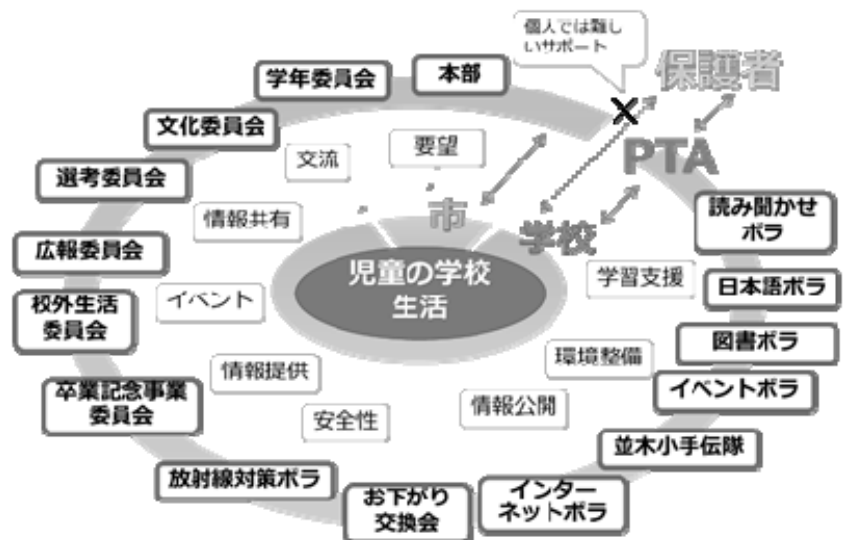 個人では難し
いサポート
保護者
学年委員会
本部
文化委員会
文流
要望
PTA
選考委員会
情報共有
市
学校
読み聞かせ
ボラ
広報委員会
児童の学校
生活
学習支援
日本語ボラ
校外生活
委員会
イベント
図書ボラ
環境整備
情報提供
イベントボラ
卒業記念事業
委員会
安全性
情報公開
並木小手伝隊
放射線対策ボラ
お下がり
交換会
インター
ネットボラ